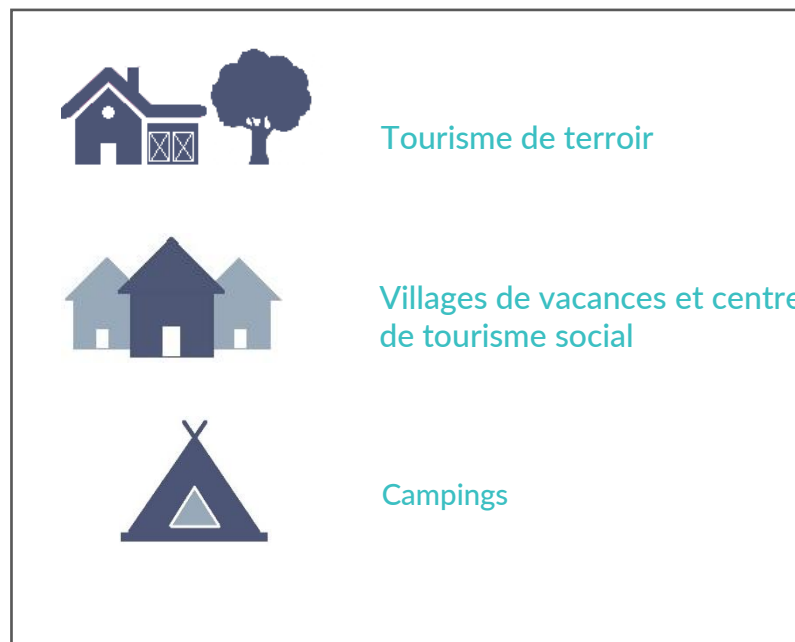 Tourisme de terroir
Villages de vacances et centre
de tourisme social
Campings